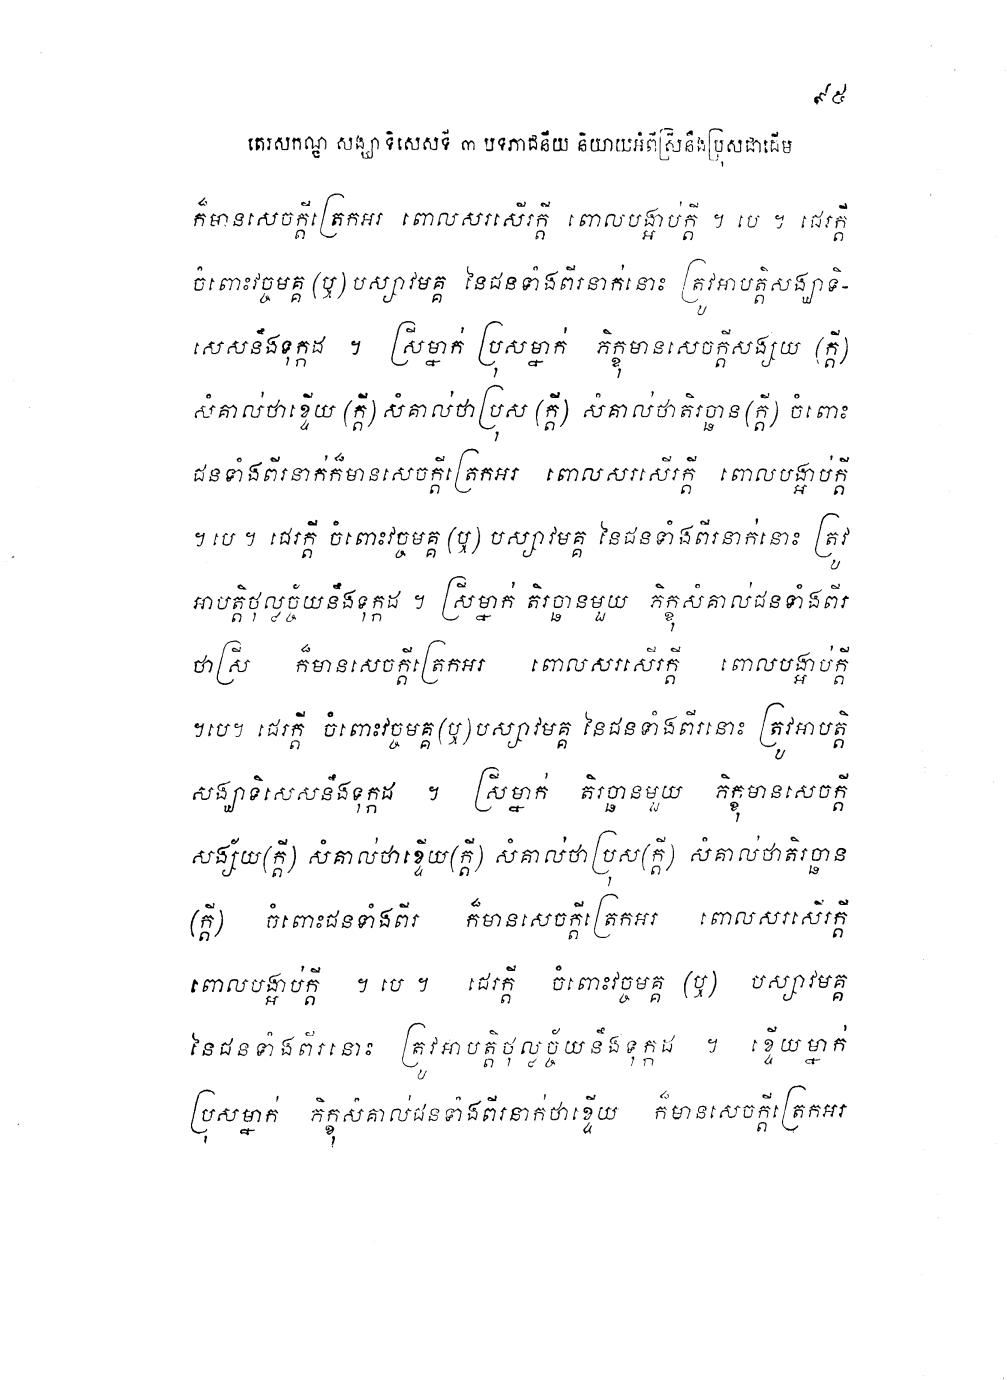 ៩៥
តេរសកណ្ឌ សង្ឃាទិសេសទី ៣ បទភាជនីយ និយាយអំពីស្រីនឹងប្រុសជាដើម
ក៏មានសេចក្តីត្រេកអរ ពោលសរសើរក្តី ពោលបង្អាប់ក្តី ។ បេ ។ ជេរក្តី
ចំពោះវច្ចមគ្គ (ឬ) បស្សាវមគ្គ នៃជនទាំងពីរនាក់នោះ ត្រូវអាបត្តិសង្ឃាទិ-
សេសនឹងទុក្កដ ។ ស្រីម្នាក់ ប្រុសម្នាក់ ភិក្ខុមានសេចក្តីសង្ស័យ (ក្តី)
សំគាល់ថាខ្ទើយ (ក្តី) សំគាល់ថាប្រុស (ក្តី) សំគាល់ថាតិរច្ឆាន (ក្តី) ចំពោះ
ជនទាំងពីរនាក់ក៏មានសេចក្តីត្រេកអរ ពោលសរសើរក្តី ពោលបង្អាប់ក្តី
។ បេ ។ ជេរក្តី ចំពោះវច្ចមគ្គ (ឬ) បស្សាវមគ្គ នៃជនទាំងពីរនាក់នោះ ត្រូវ
អាបត្តិថុល្លច្ច័យនឹងទុក្កដ ។ ស្រីម្នាក់ តិរច្ឆានមួយ ភិក្ខុសំគាល់ជនទាំងពីរ
ថាស្រី ក៏មានសេចក្តីត្រេកអរ ពោលសរសើរក្តី ពោលបង្អាប់ក្តី
។បេ។ ជេរក្តី ចំពោះវច្ចមគ្គ (ឬ) បស្សាវមគ្គ នៃជនទាំងពីរនោះ ត្រូវអាបត្តិ
សង្ឃាទិសេសនឹងទុក្កដ ។ ស្រីម្នាក់ តិរច្ឆានមួយ ភិក្ខុមានសេចក្តី
សង្ស័យ (ក្តី) សំគាល់ថាខ្ទើយ (ក្តី) សំគាល់ថាប្រុស (ក្តី) សំគាល់ថាតិរច្ឆាន
(ក្តី) ចំពោះជនទាំងពីរ ក៏មានសេចក្តីត្រេកអរ ពោលសរសើរក្តី
ពោលបង្អាប់ក្តី ។ បេ ។ ជេរក្តី ចំពោះវច្ចមគ្គ (ឬ) បស្សាវមគ្គ
នៃជនទាំងពីរនោះ ត្រូវអាបត្តិថុល្លច្ច័យនឹងទុក្កដ ។ ខ្ទើយម្នាក់
ប្រុសម្នាក់ ភិក្ខុសំគាល់ជនទាំងពីរនាក់ថាខ្ទើយ ក៏មានសេចក្តីត្រេកអរ